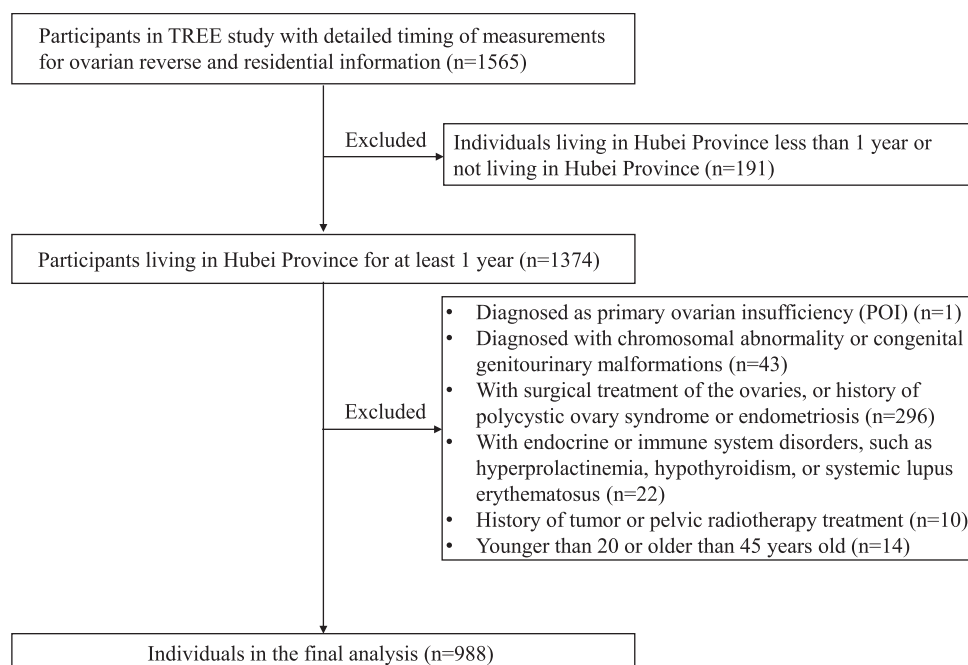 Participants in TREE study with detailed timing of measurements
for ovarian reverse and residential information (n=1565)
Excluded
Individuals living in Hubei Province less than 1 year or
not living in Hubei Province (n=191)
Participants living in Hubei Province for at least 1 year (n=1374)
Excluded
• Diagnosed as primary ovarian insufficiency (POI) (n=1)
• Diagnosed with chromosomal abnormality or congenital
genitourinary malformations (n=43)
• With surgical treatment of the ovaries, or history of
polycystic ovary syndrome or endometriosis (n=296)
• With endocrine or immune system disorders, such as
hyperprolactinemia, hypothyroidism, or systemic lupus
erythematosus (n=22)
• History of tumor or pelvic radiotherapy treatment (n=10)
• Younger than 20 or older than 45 years old (n=14)
Individuals in the final analysis (n=988)